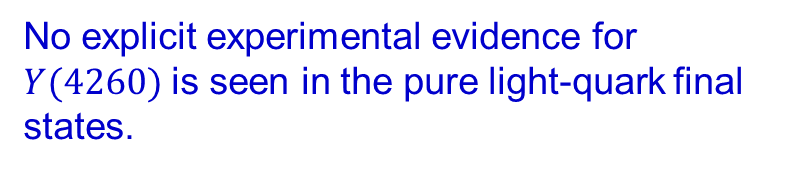 No explicit experimental evidence for
Y(4260) is seen in the pure light-quark final
states.